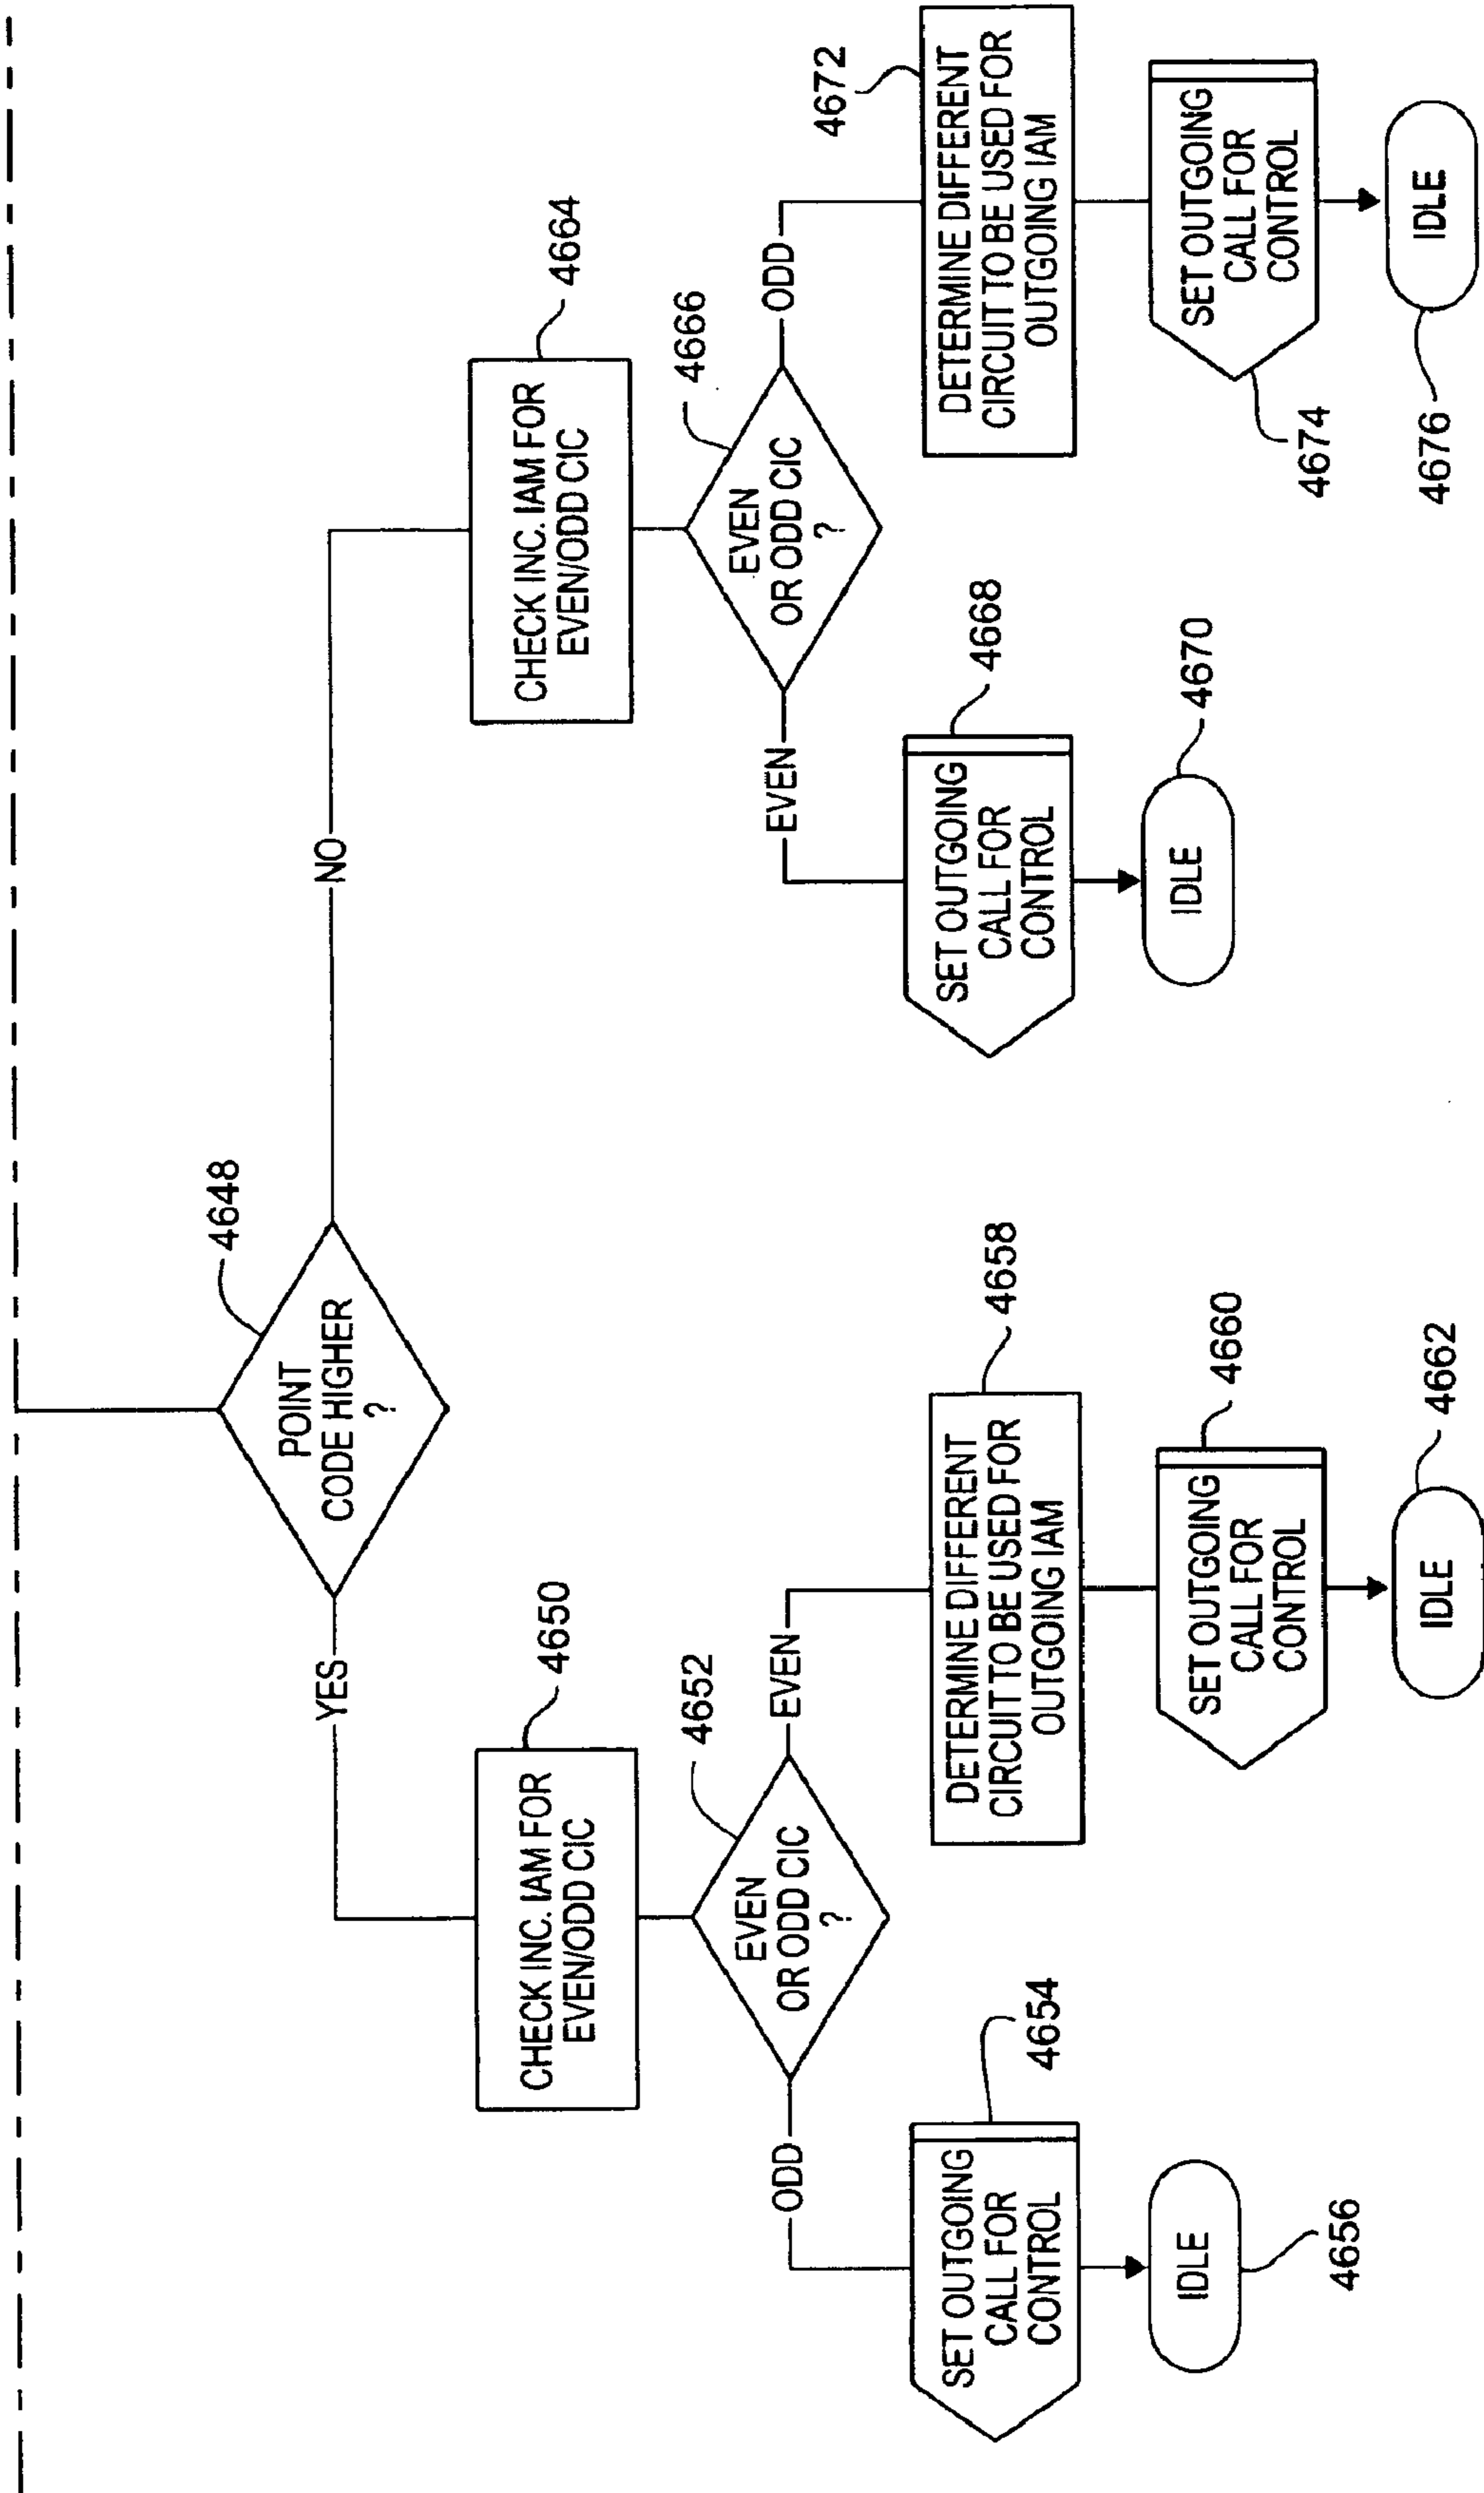 4648
POINT
CODE HIGHER
?
YES
NO
4650
CHECK INC. IAM FOR
EVEN/ODD CIC
4652
EVEN
OR ODD CIC
?
ODD
EVEN
4654
SET OUTGOING
CALL FOR
CONTROL
IDLE
4656
4658
DETERMINE DIFFERENT
CIRCUIT TO BE USED FOR
OUTGOING IAM
4660
SET OUTGOING
CALL FOR
CONTROL
4662
IDLE
4664
CHECK INC. IAM FOR
EVEN/ODD CIC
4666
EVEN
OR ODD CIC
?
EVEN
ODD
4668
SET OUTGOING
CALL FOR
CONTROL
4670
IDLE
4672
DETERMINE DIFFERENT
CIRCUIT TO BE USED FOR
OUTGOING IAM
SET OUTGOING
CALL FOR
CONTROL
4674
IDLE
4676